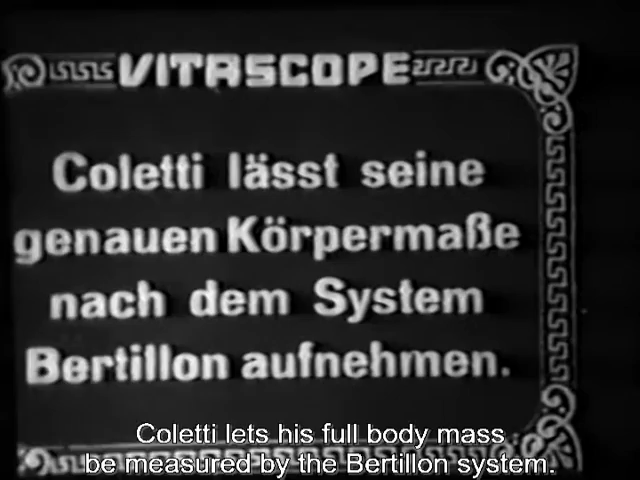 VITASCOPE
Coletti lässt seine
genauen Körpermaße
nach dem System
Bertillon aufnehmen.
Coletti lets his full body mass
be measured by the Bertillon system.